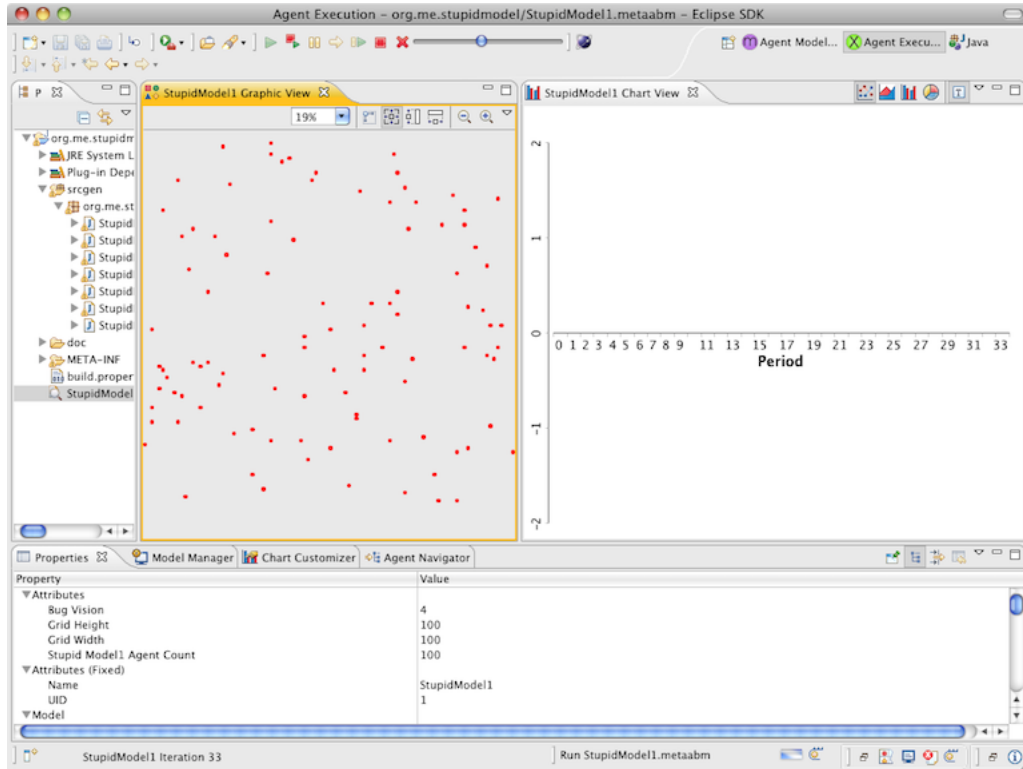 Agent Execution – org.me.stupidmodel/StupidModel1.metaabm – Eclipse SDK
Agent Model... Agent Execu... Java
P StupidModel1 Graphic View StupidModel1 Chart View
19%
org.me.stupidm
JRE System L
Plug-in Depe
srcgen
org.me.st
Stupid
Stupid
Stupid
Stupid
Stupid
Stupid
Stupid
doc
META-INF
build.proper
StupidModel
2
1
0
-1
-2
0 1 2 3 4 5 6 7 8 9 11 13 15 17 19 21 23 25 27 29 31 33
Period
Properties Model Manager Chart Customizer Agent Navigator
Property Value
Attributes
Bug Vision 4
Grid Height 100
Grid Width 100
Stupid Model1 Agent Count 100
Attributes (Fixed)
Name StupidModel1
UID 1
Model
StupidModel1 Iteration 33 Run StupidModel1.metaabm